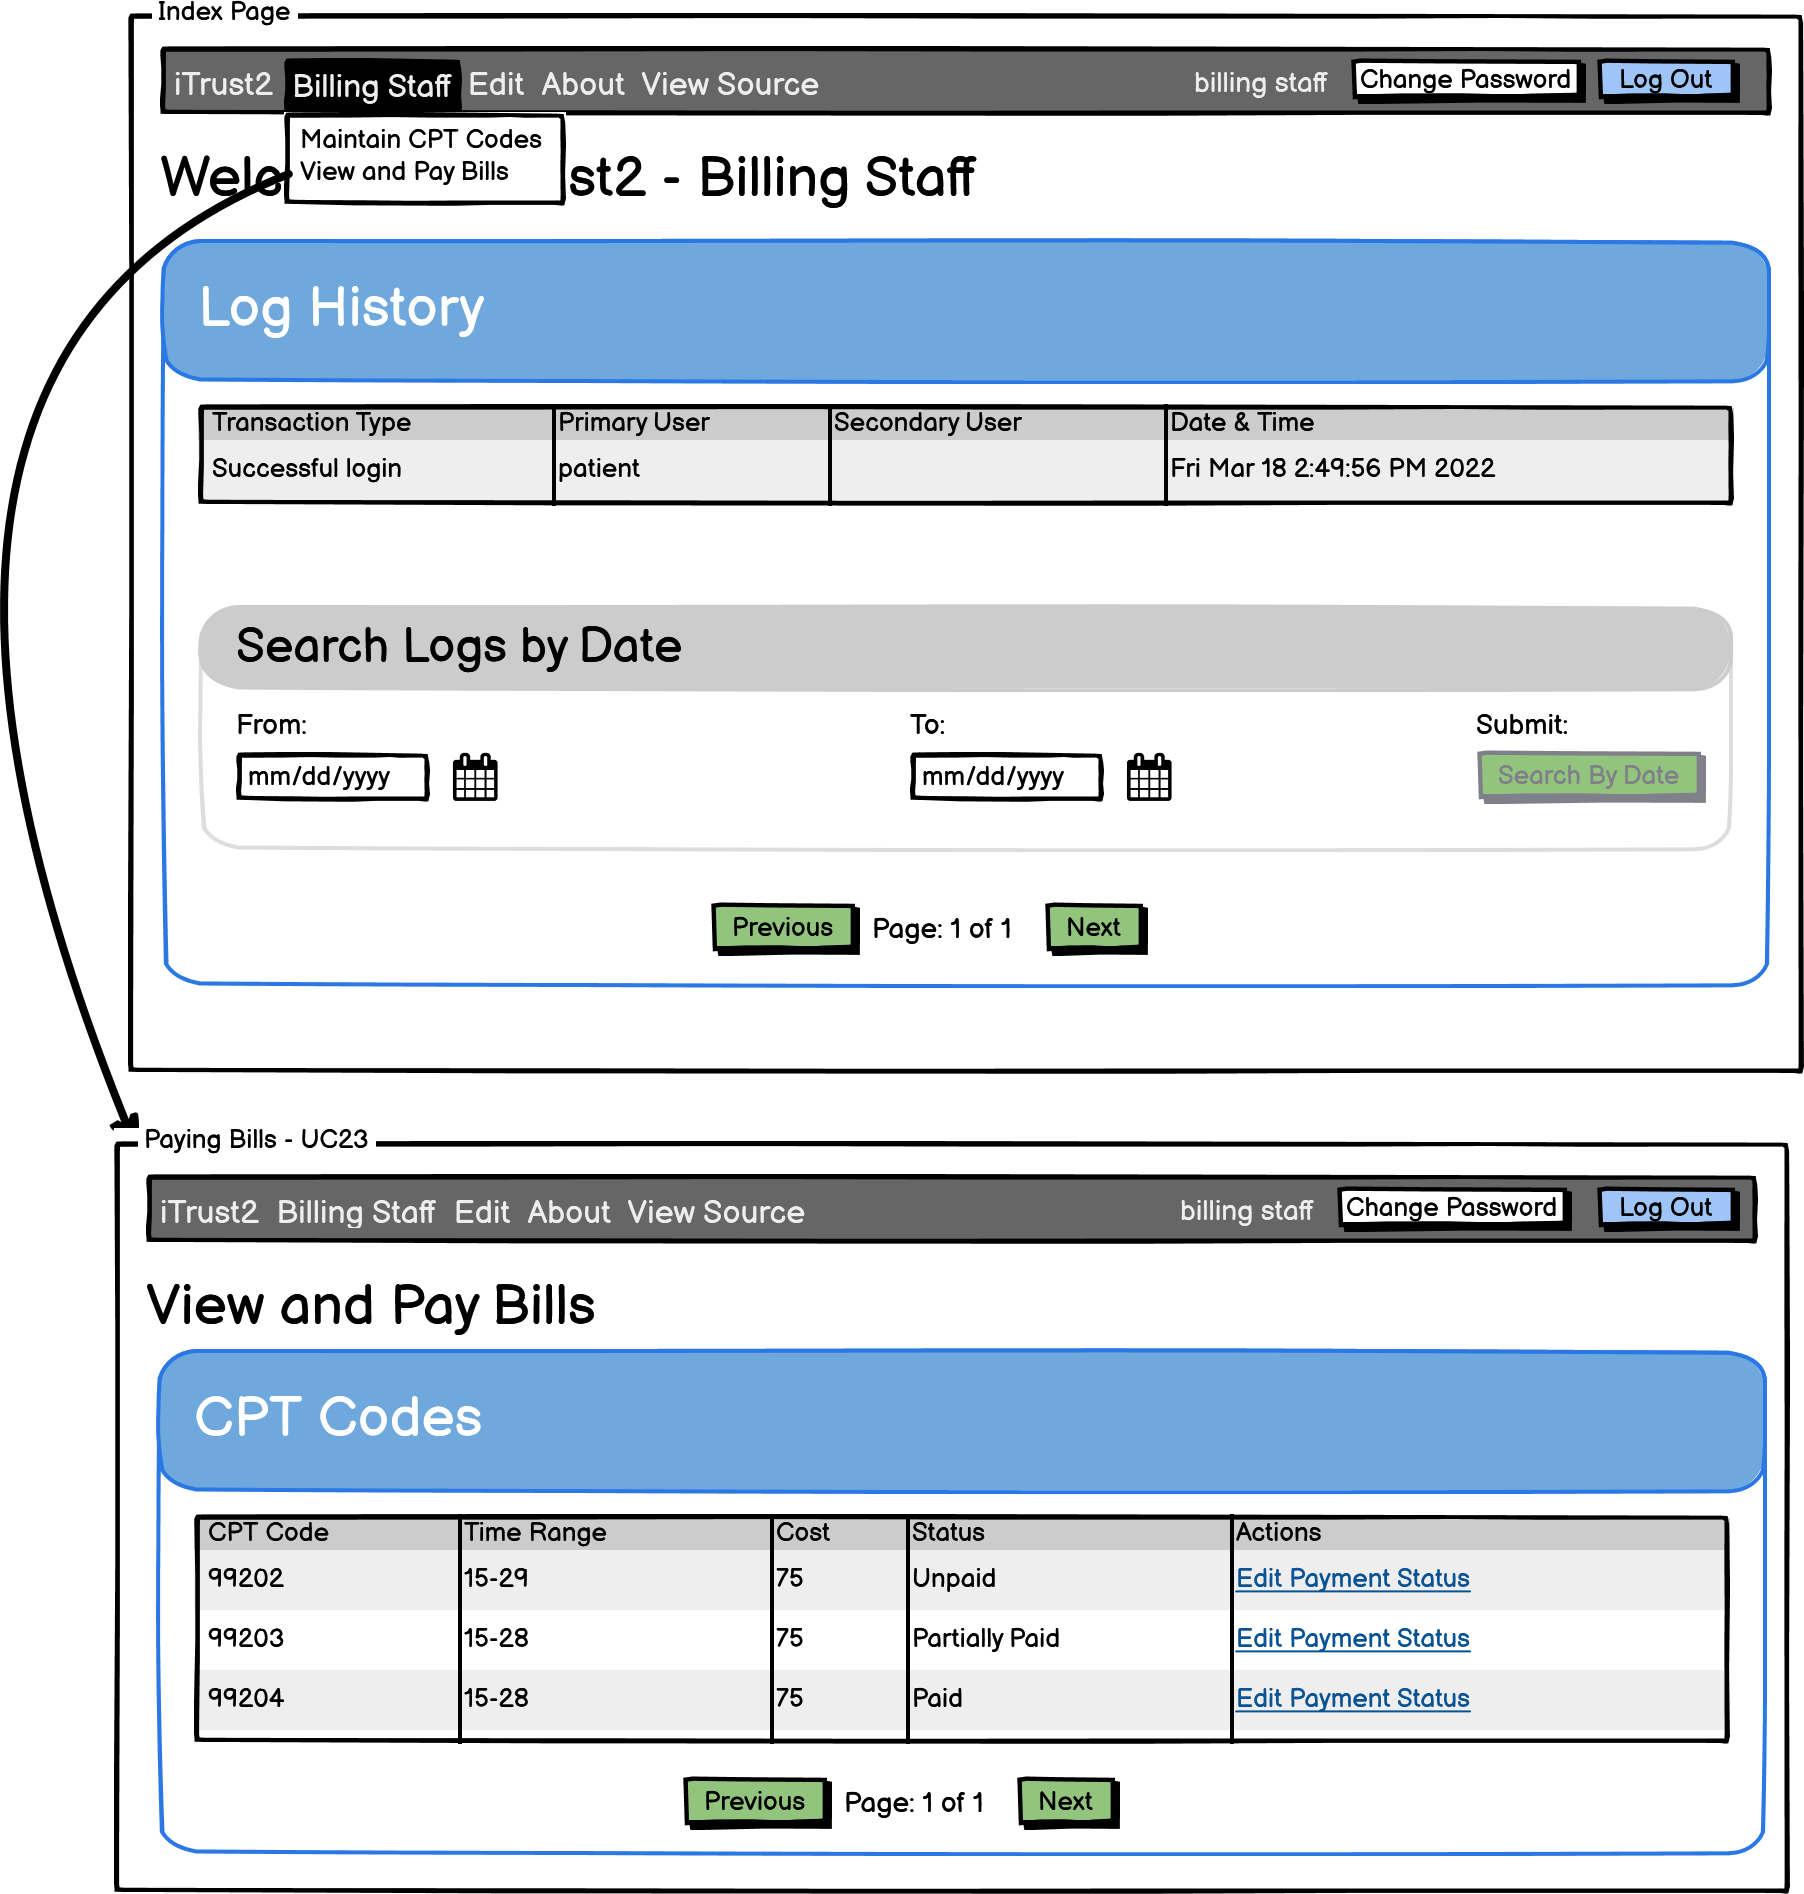 Index Page
iTrust2 Billing Staff Edit About View Source billing staff Change Password Log Out
Maintain CPT Codes
View and Pay Bills
st2 - Billing Staff
Log History
Transaction Type Primary User Secondary User Date & Time
Successful login patient Fri Mar 18 2:49:56 PM 2022
Search Logs by Date
From: To: Submit:
mm/dd/yyyy mm/dd/yyyy Search By Date
Previous Page: 1 of 1 Next
Paying Bills - UC23
iTrust2 Billing Staff Edit About View Source billing staff Change Password Log Out
View and Pay Bills
CPT Codes
CPT Code Time Range Cost Status Actions
99202 15-29 75 Unpaid Edit Payment Status
99203 15-28 75 Partially Paid Edit Payment Status
99204 15-28 75 Paid Edit Payment Status
Previous Page: 1 of 1 Next